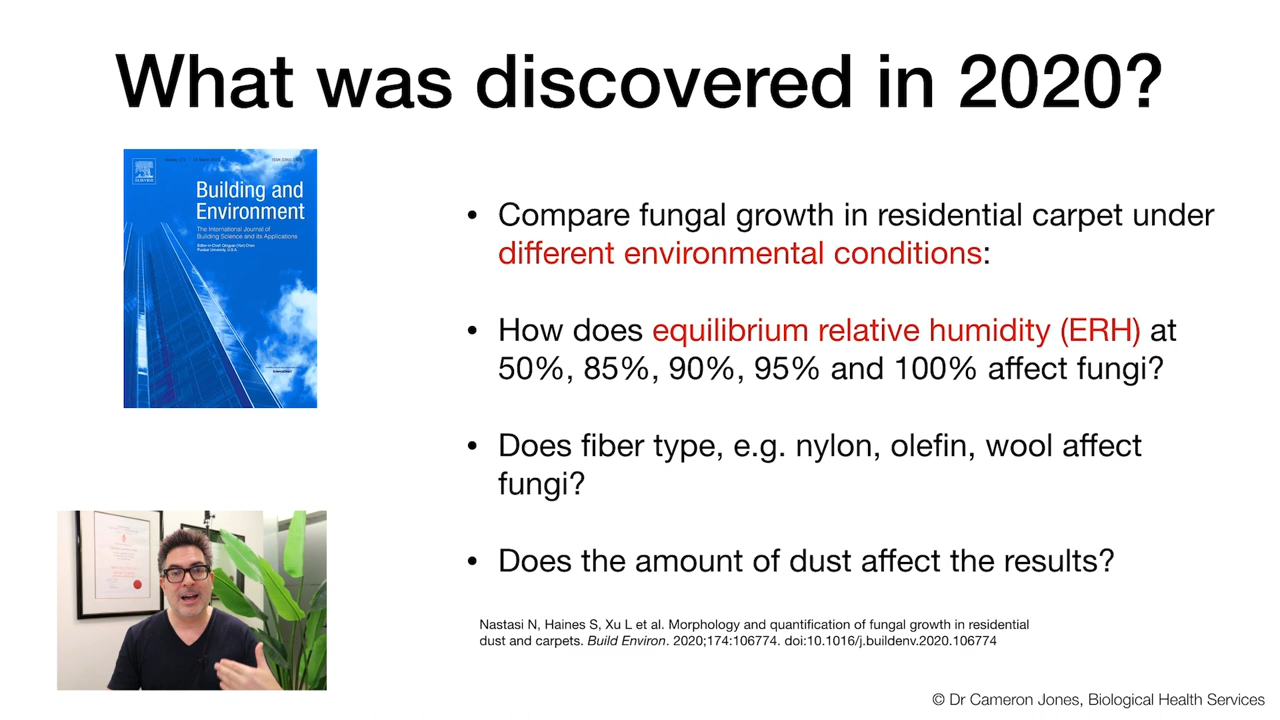 What was discovered in 2020?
Building and
Environment
The International Journal of
Building Science and its Applications
• Compare fungal growth in residential carpet under
different environmental conditions:
• How does equilibrium relative humidity (ERH) at
50%, 85%, 90%, 95% and 100% affect fungi?
• Does fiber type, e.g. nylon, olefin, wool affect
fungi?
• Does the amount of dust affect the results?
Nastasi N, Haines S, Xu L et al. Morphology and quantification of fungal growth in residential
dust and carpets. Build Environ. 2020;174:106774. doi:10.1016/j.buildenv.2020.106774
© Dr Cameron Jones, Biological Health Services